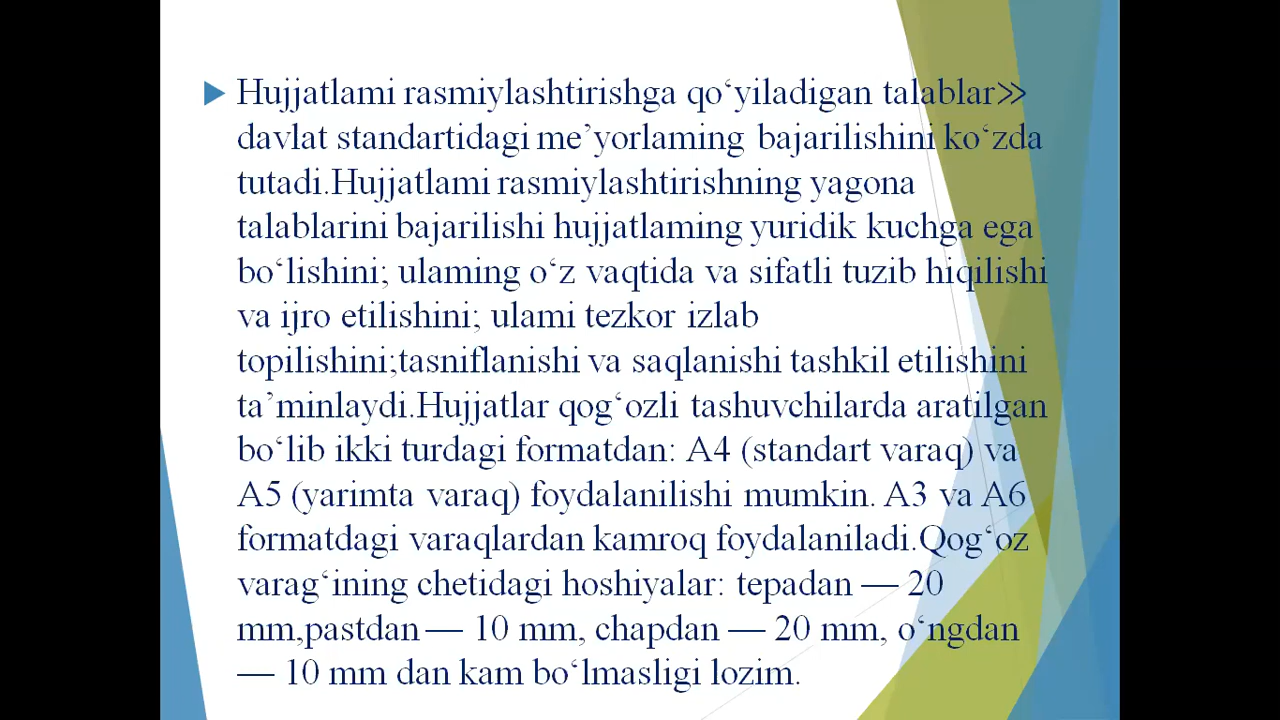 Hujjatlami rasmiylashtirishga qo‘yiladigan talablar≫
davlat standartidagi me’yorlaming bajarilishini ko‘zda
tutadi.Hujjatlami rasmiylashtirishning yagona
talablarini bajarilishi hujjatlaming yuridik kuchga ega
bo‘lishini; ulaming o‘z vaqtida va sifatli tuzib hiqilishi
va ijro etilishini; ulami tezkor izlab
topilishini;tasniflanishi va saqlanishi tashkil etilishini
ta’minlaydi.Hujjatlar qog‘ozli tashuvchilarda aratilgan
bo‘lib ikki turdagi formatdan: A4 (standart varaq) va
A5 (yarimta varaq) foydalanilishi mumkin. A3 va A6
formatdagi varaqlardan kamroq foydalaniladi.Qog‘oz
varag‘ining chetidagi hoshiyalar: tepadan — 20
mm,pastdan — 10 mm, chapdan — 20 mm, o‘ngdan
— 10 mm dan kam bo‘lmasligi lozim.